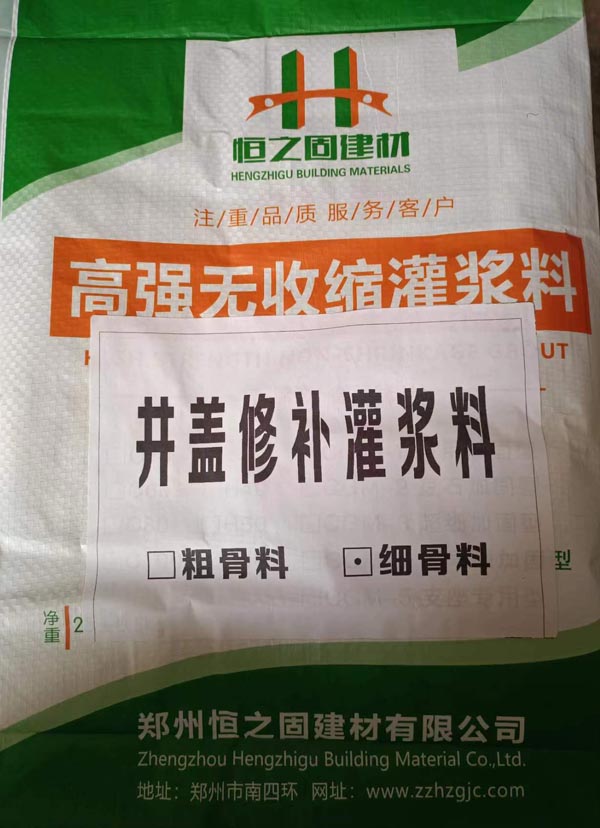 恒之固建材
HENGZHIGU BUILDING MATERIALS
注/重/品/质 服/务/客/户
高强无收缩灌浆料
井盖修补灌浆料
□粗骨料 ⊡细骨料
型
净重 2
郑州恒之固建材有限公司
Zhengzhou Hengzhigu Building Material Co.,Ltd.
地址：郑州市南四环 网址：www.zzhzgjc.com